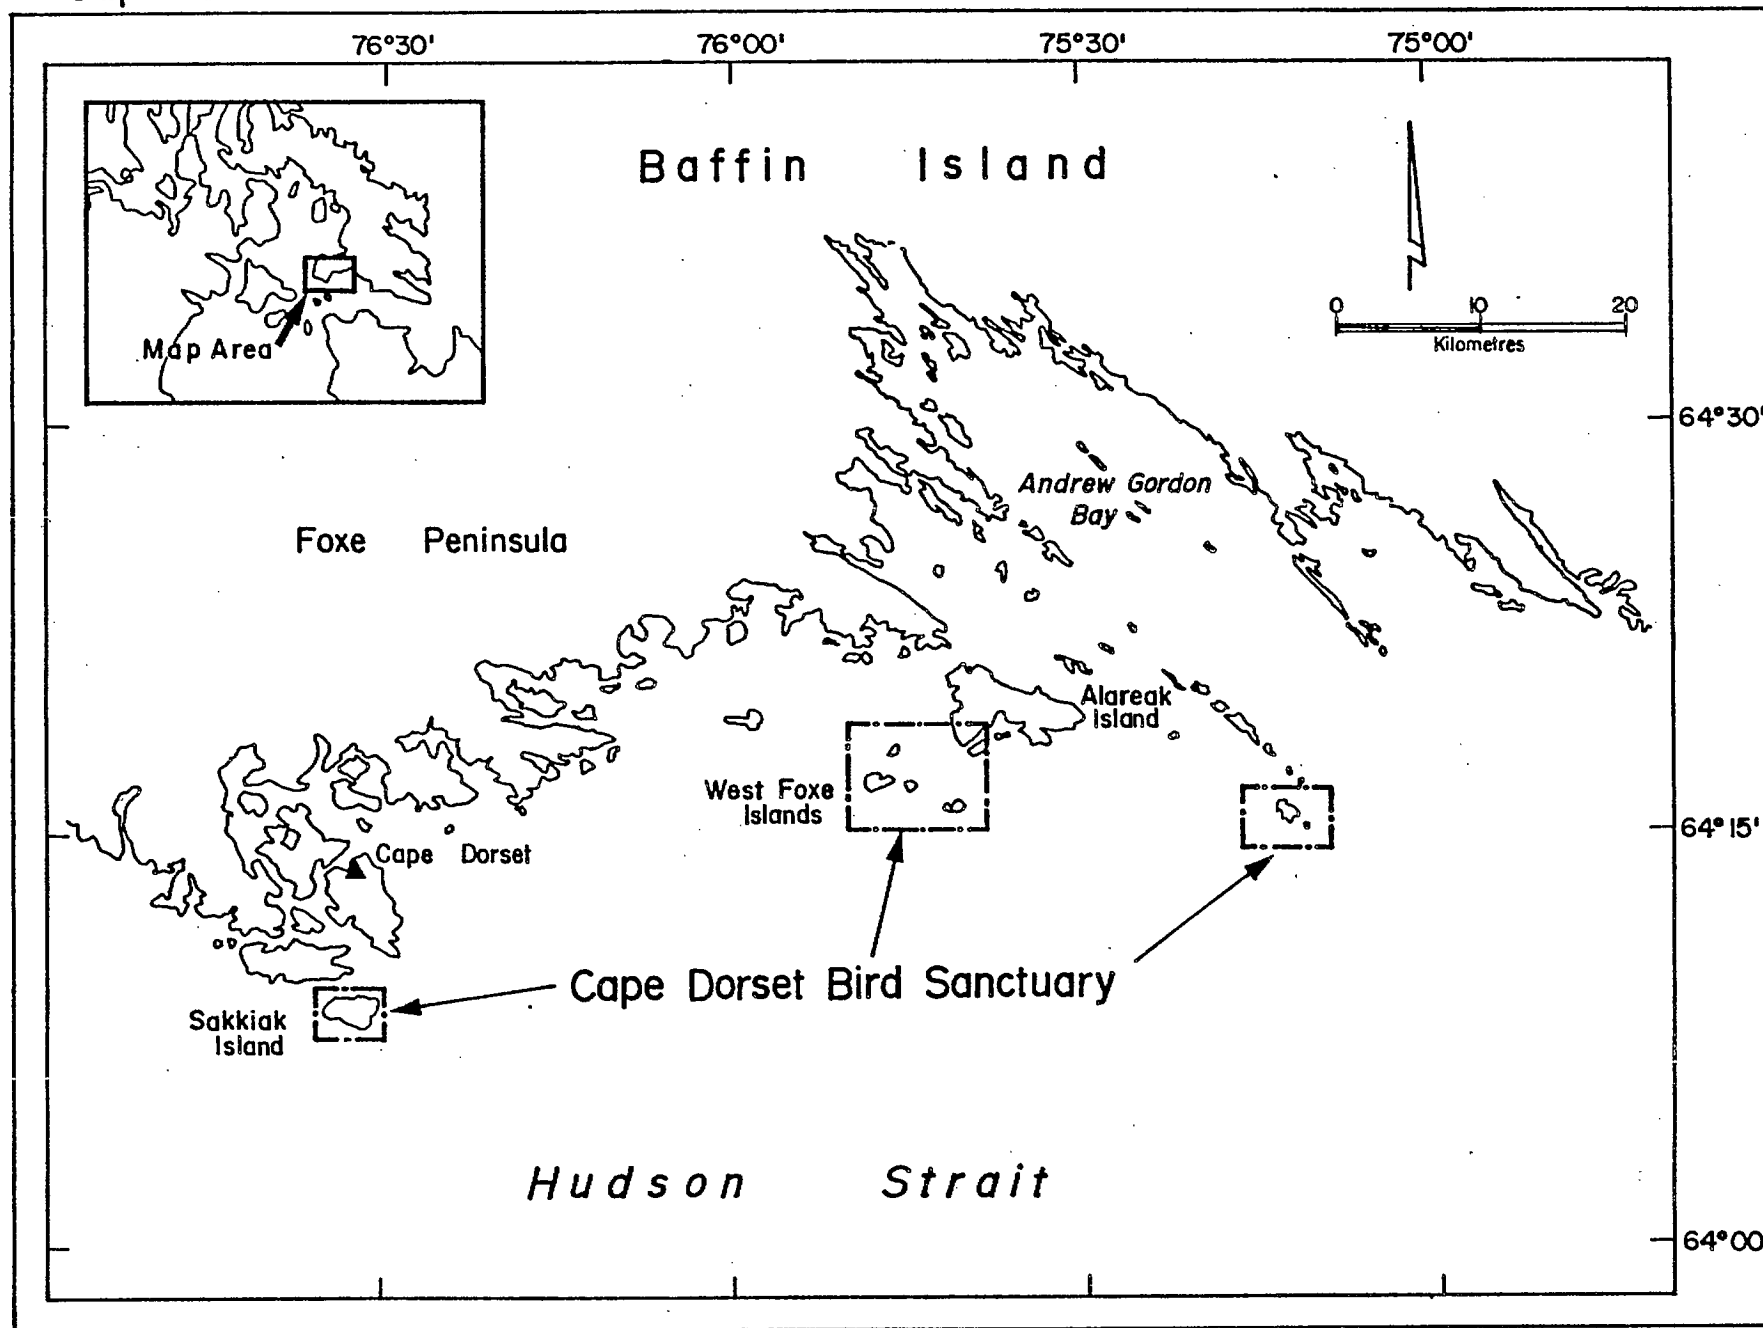 76°30'
76°00'
75°30'
75°00'
Baffin Island
0 10 20
Kilometres
Map Area
64°30'
Andrew Gordon
Bay
Foxe Peninsula
Alareak
Island
West Foxe
Islands
64°15'
Cape Dorset
Cape Dorset Bird Sanctuary
Sakkiak
Island
Hudson Strait
64°00